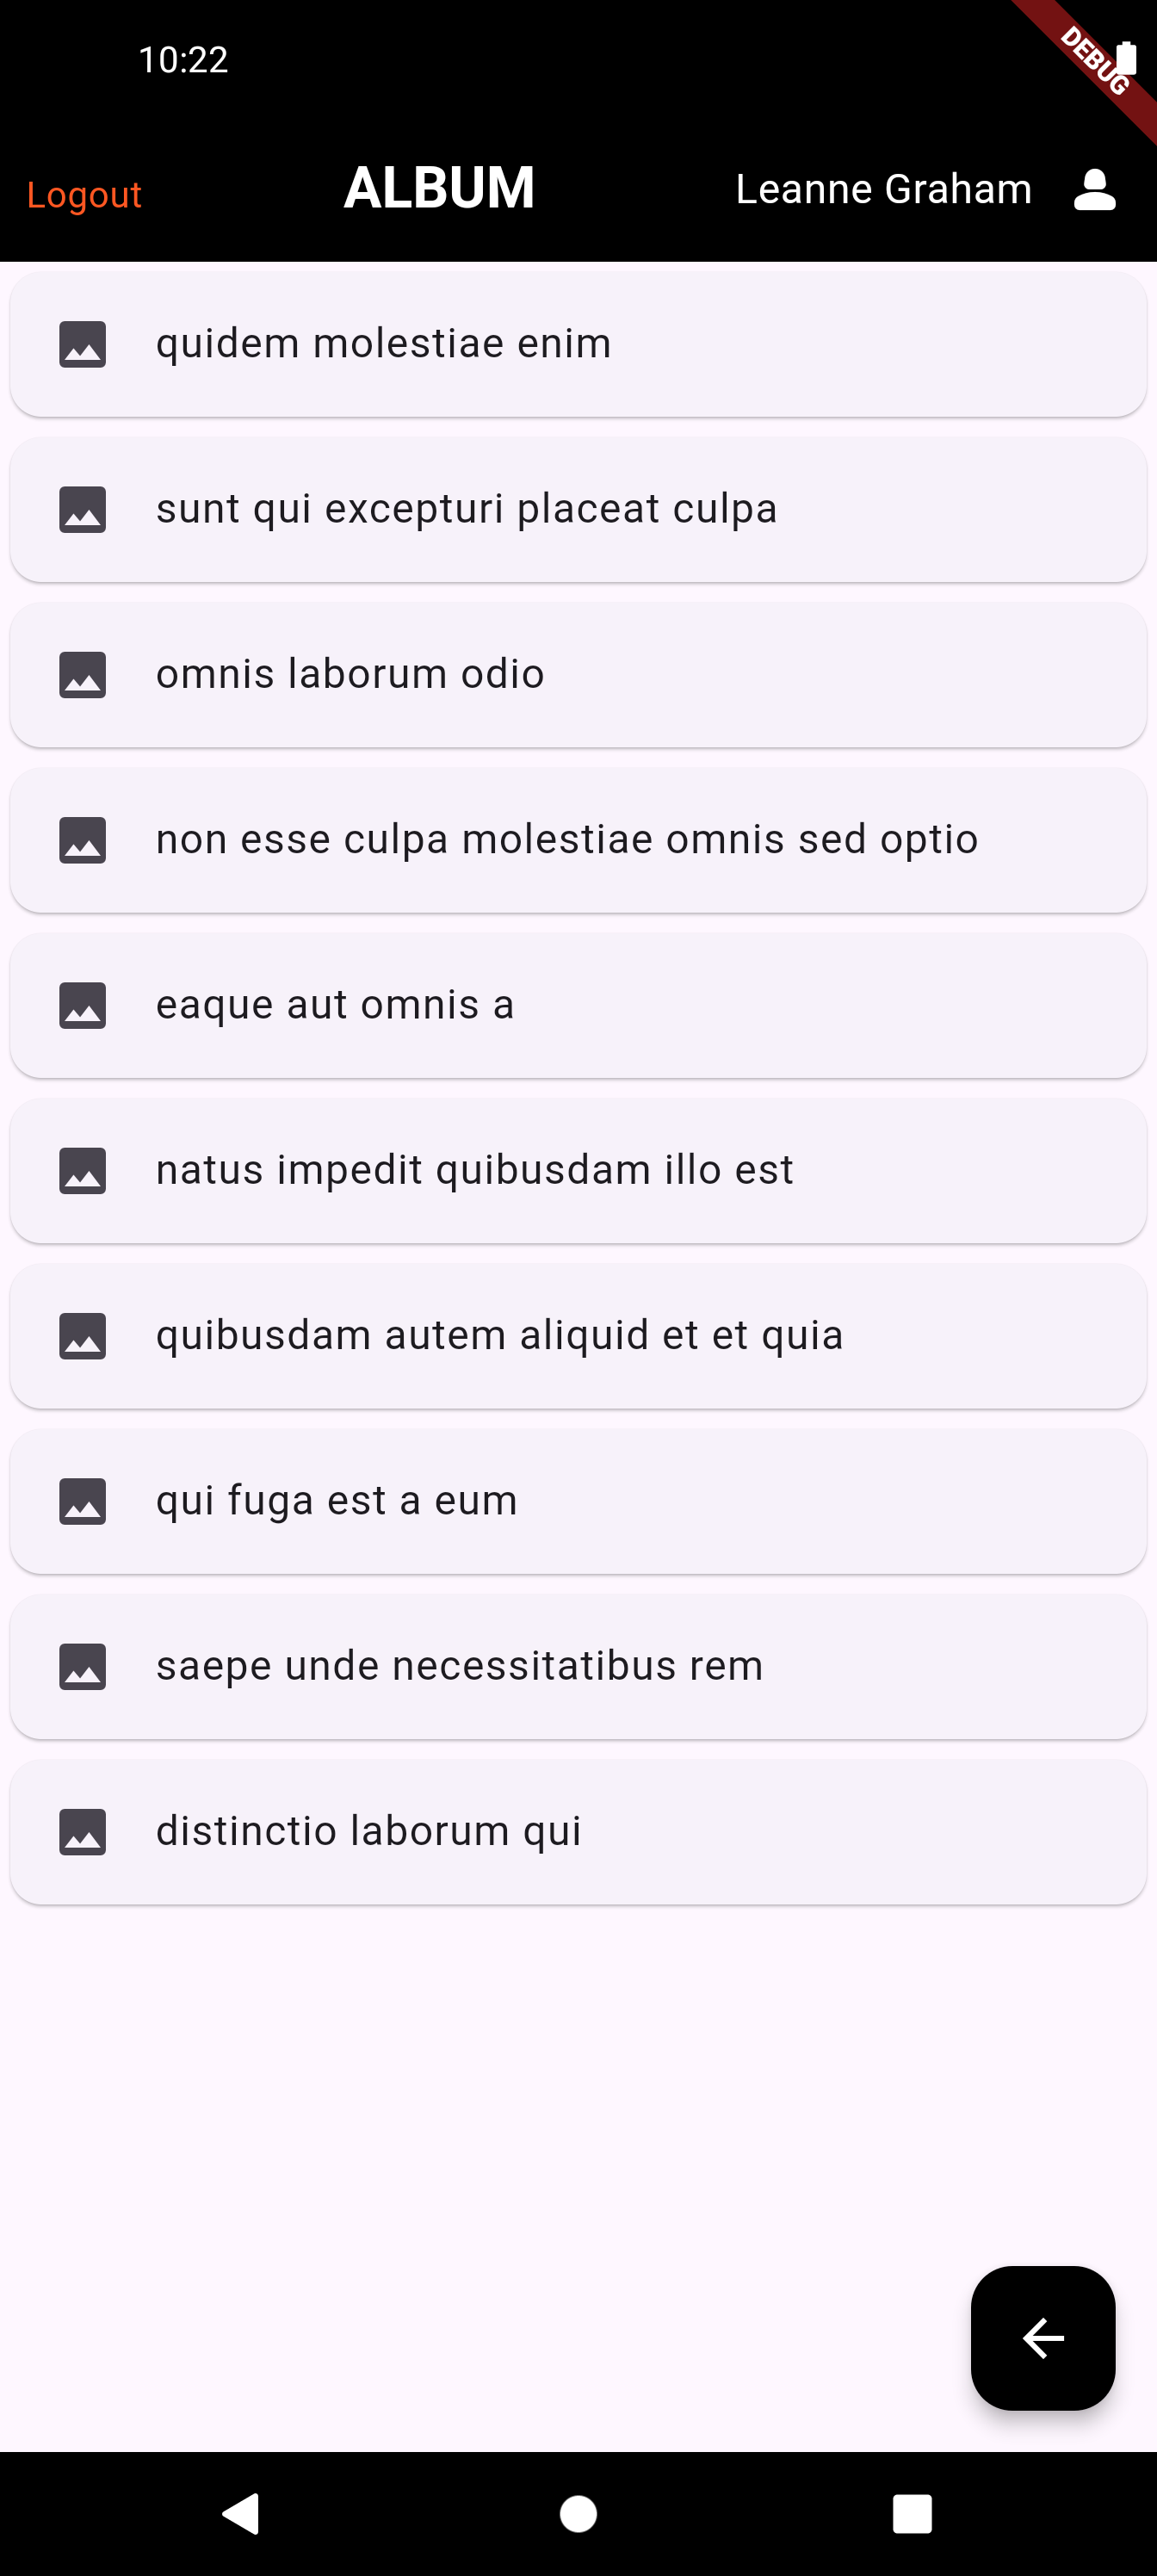 10:22
DEBUG
Logout
ALBUM
Leanne Graham
quidem molestiae enim
sunt qui excepturi placeat culpa
omnis laborum odio
non esse culpa molestiae omnis sed optio
eaque aut omnis a
natus impedit quibusdam illo est
quibusdam autem aliquid et et quia
qui fuga est a eum
saepe unde necessitatibus rem
distinctio laborum qui